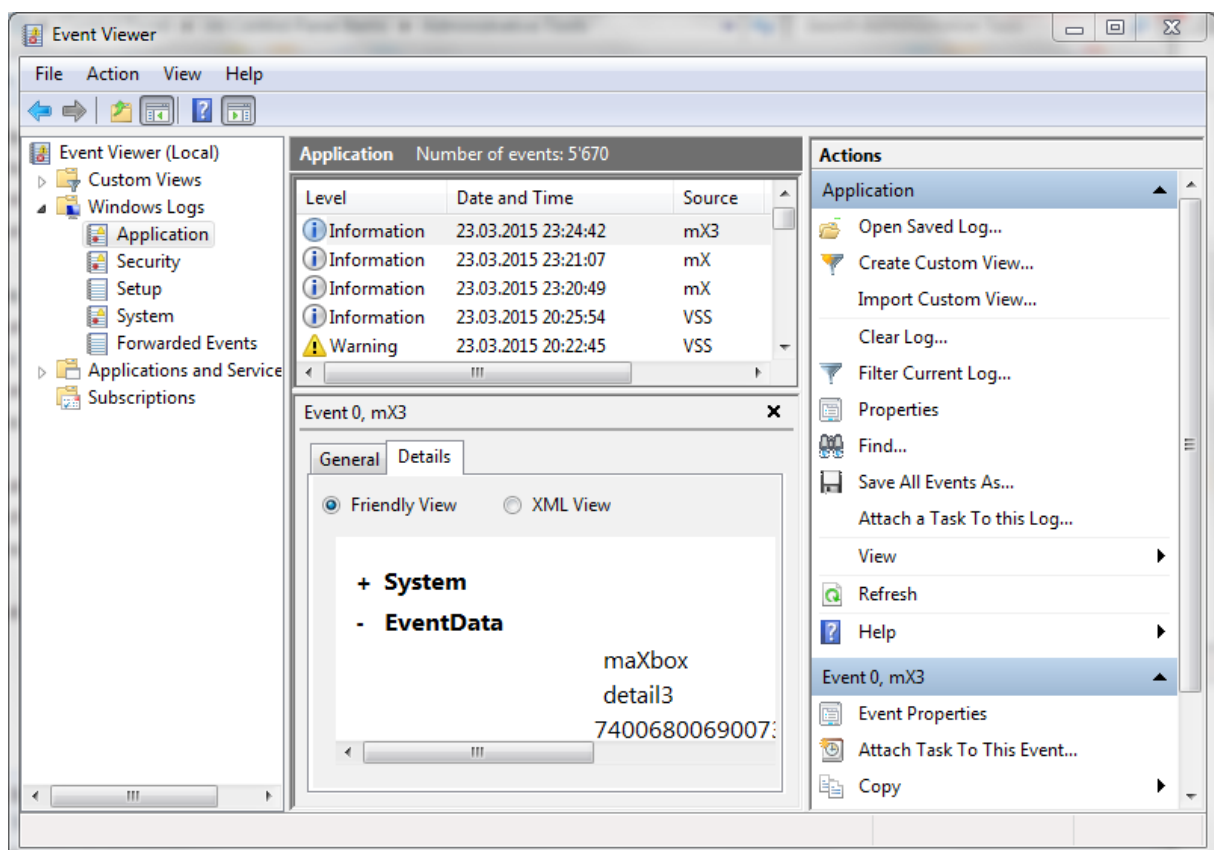 Event Viewer
File Action View Help
Event Viewer (Local)
Custom Views
Windows Logs
Application
Security
Setup
System
Forwarded Events
Applications and Service
Subscriptions
Application Number of events: 5'670
Level Date and Time Source
Information 23.03.2015 23:24:42 mX3
Information 23.03.2015 23:21:07 mX
Information 23.03.2015 23:20:49 mX
Information 23.03.2015 20:25:54 VSS
Warning 23.03.2015 20:22:45 VSS
Event 0, mX3
General Details
Friendly View XML View
+ System
- EventData
maXbox
detail3
7400680069007
Actions
Application
Open Saved Log...
Create Custom View...
Import Custom View...
Clear Log...
Filter Current Log...
Properties
Find...
Save All Events As...
Attach a Task To this Log...
View
Refresh
Help
Event 0, mX3
Event Properties
Attach Task To This Event...
Copy